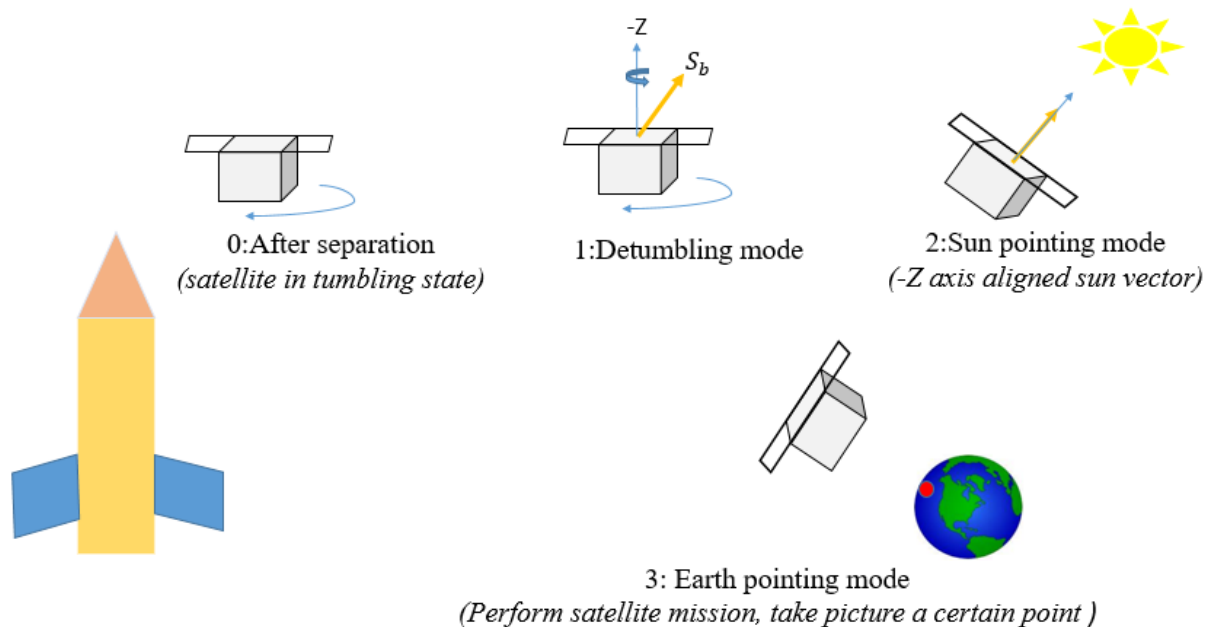 -Z
S_b
0:After separation
(satellite in tumbling state)
1:Detumbling mode
2:Sun pointing mode
(-Z axis aligned sun vector)
3: Earth pointing mode
(Perform satellite mission, take picture a certain point )